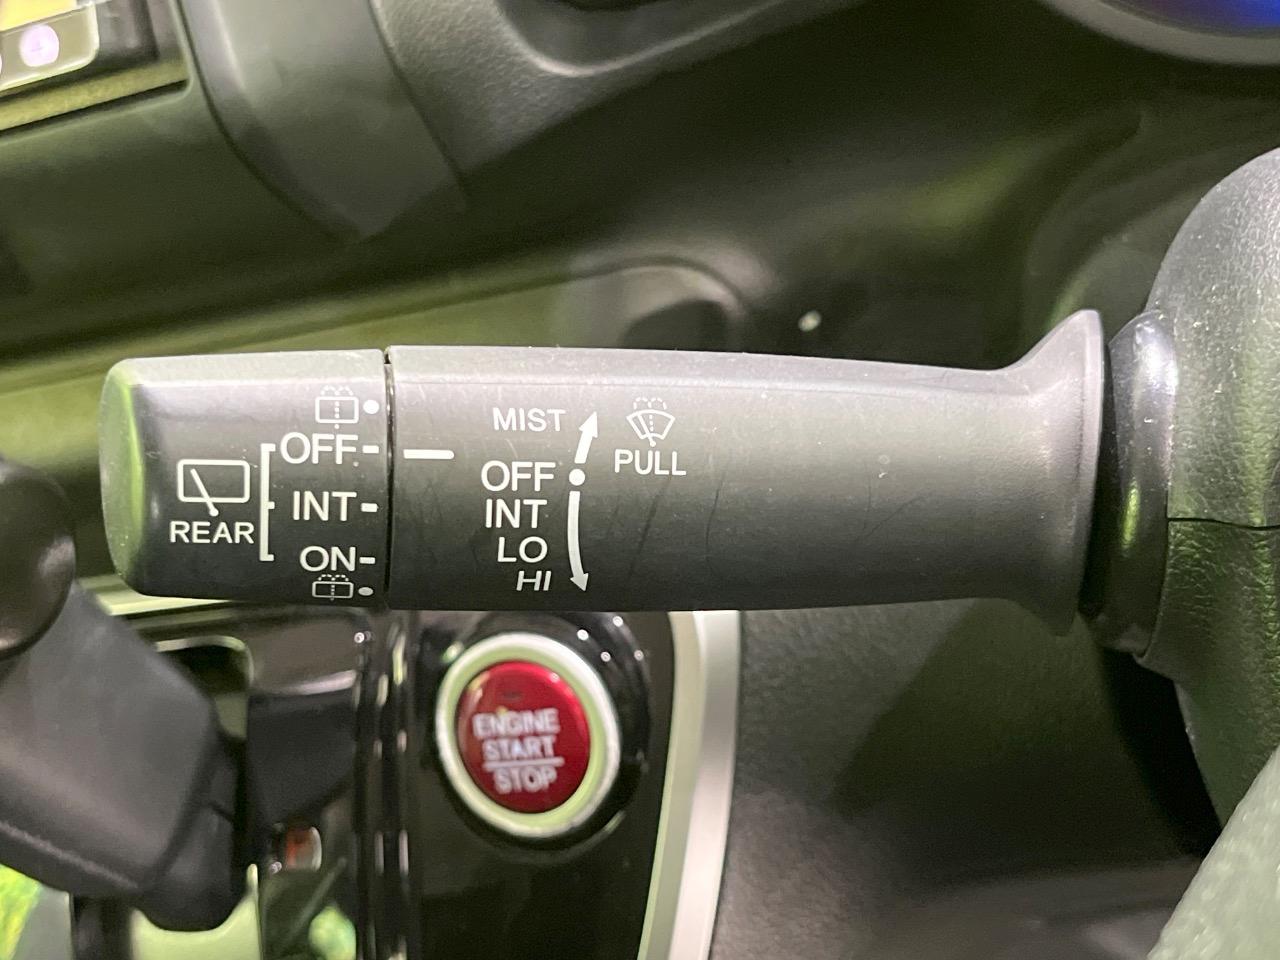 REAR
OFF
INT
ON
MIST
OFF
INT
LO
HI
PULL
ENGINE
START
STOP